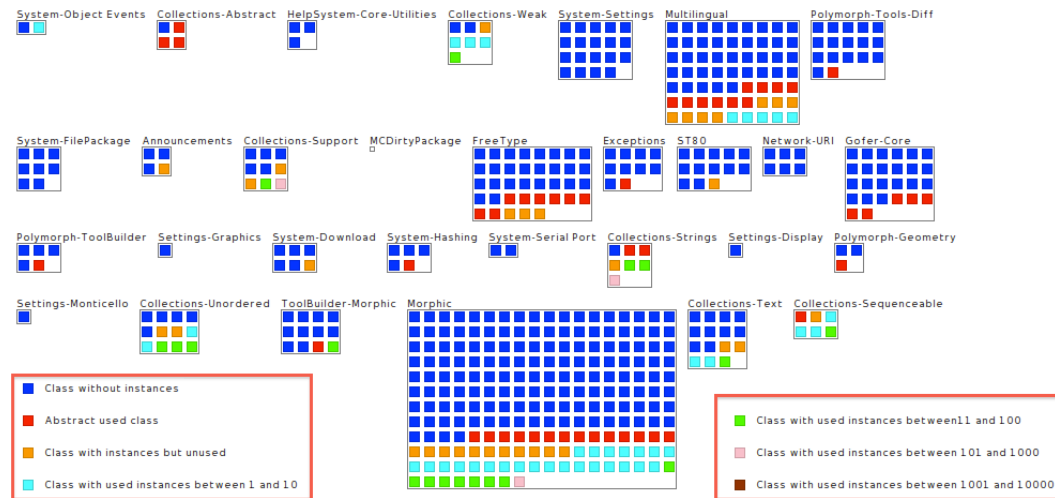 System-Object Events Collections-Abstract HelpSystem-Core-Utilities Collections-Weak System-Settings Multilingual Polymorph-Tools-Diff
System-FilePackage Announcements Collections-Support MCDirtyPackage FreeType Exceptions ST80 Network-URI Gofer-Core
Polymorph-ToolBuilder Settings-Graphics System-Download System-Hashing System-Serial Port Collections-Strings Settings-Display Polymorph-Geometry
Settings-Monticello Collections-Unordered ToolBuilder-Morphic Morphic Collections-Text Collections-Sequenceable
Class without instances
Abstract used class
Class with instances but unused
Class with used instances between 1 and 10
Class with used instances between11 and 100
Class with used instances between 101 and 1000
Class with used instances between 1001 and 10000